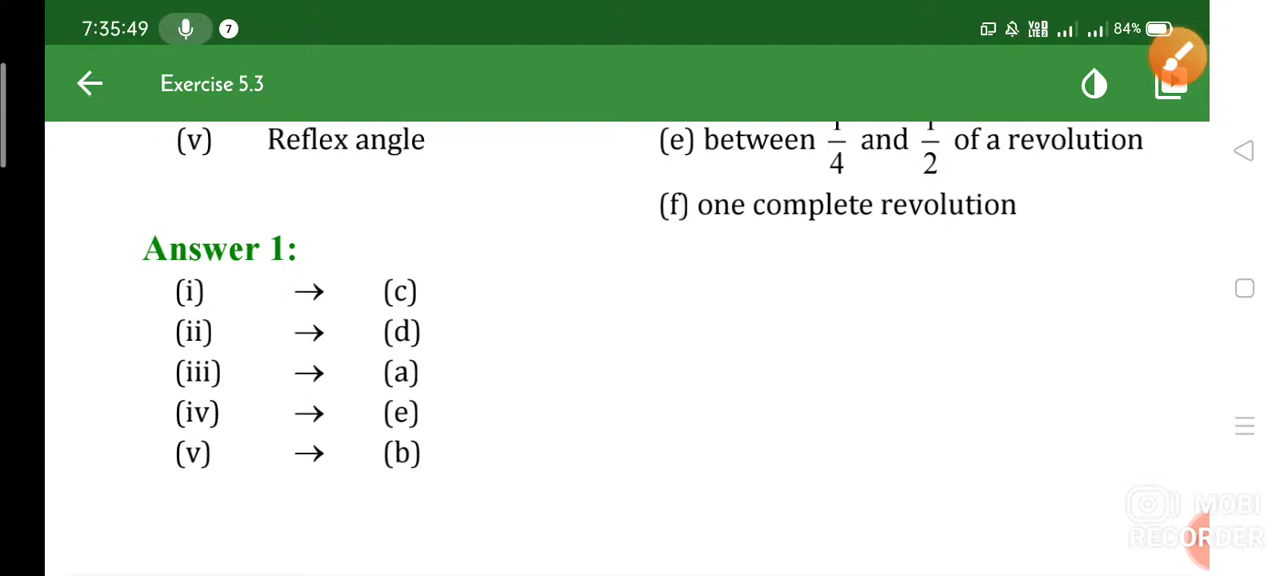 7:35:49 7 84%
Exercise 5.3
(v) Reflex angle (e) between 1/4 and 1/2 of a revolution
(f) one complete revolution
Answer 1:
(i) → (c)
(ii) → (d)
(iii) → (a)
(iv) → (e)
(v) → (b)
MOBI
RECORDER